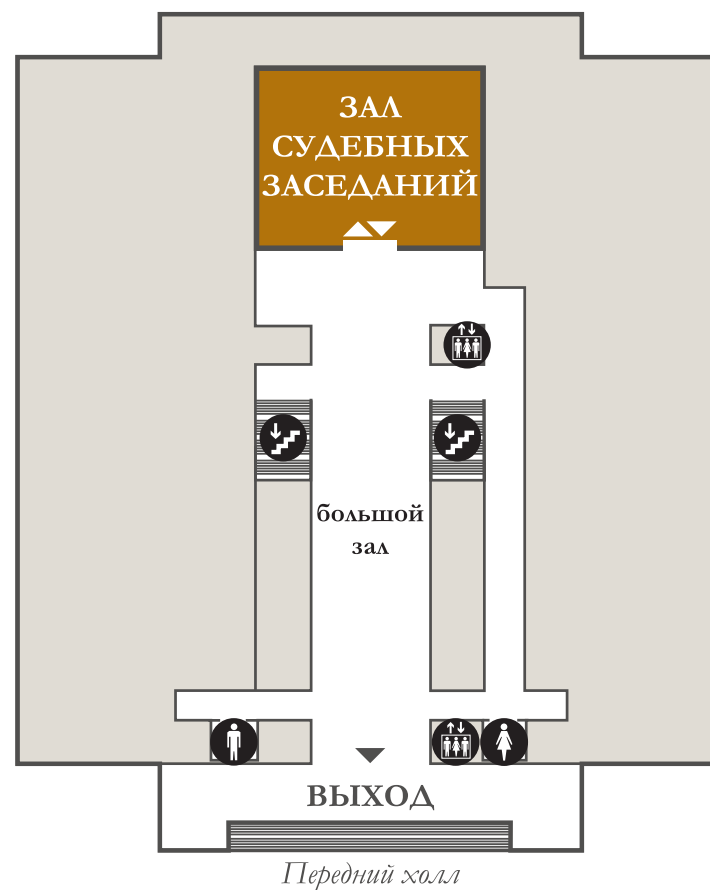 ЗАЛ
СУДЕБНЫХ
ЗАСЕДАНИЙ
большой
зал
ВЫХОД
Передний холл